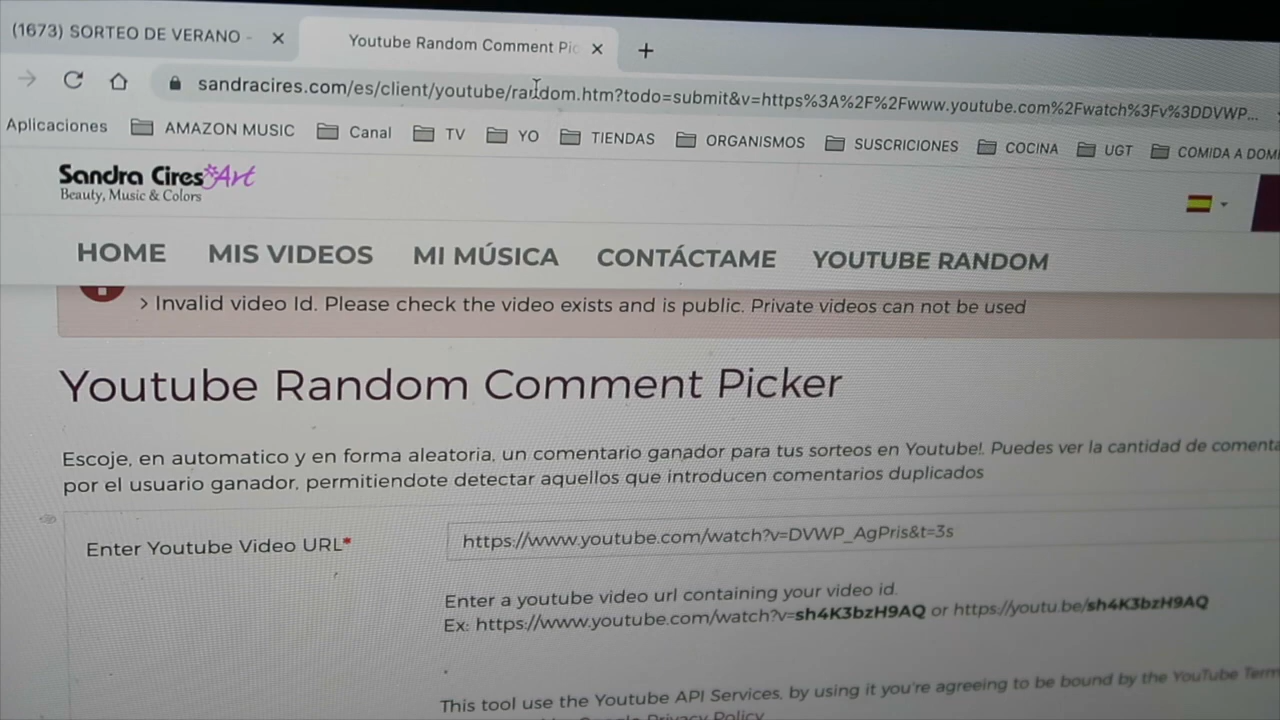 (1673) SORTEO DE VERANO -
Youtube Random Comment Pic
sandracires.com/es/client/youtube/random.htm?todo=submit&v=https%3A%2F%2Fwww.youtube.com%2Fwatch%3Fv%3DDVWP...
Aplicaciones AMAZON MUSIC Canal TV YO TIENDAS ORGANISMOS SUSCRICIONES COCINA UGT COMIDA A DOMI
Sandra Cires Art
Beauty, Music & Colors
HOME MIS VIDEOS MI MÚSICA CONTÁCTAME YOUTUBE RANDOM
> Invalid video Id. Please check the video exists and is public. Private videos can not be used
Youtube Random Comment Picker
Escoje, en automatico y en forma aleatoria, un comentario ganador para tus sorteos en Youtube!. Puedes ver la cantidad de comenta
por el usuario ganador, permitiendote detectar aquellos que introducen comentarios duplicados
Enter Youtube Video URL*
https://www.youtube.com/watch?v=DVWP_AgPris&t=3s
Enter a youtube video url containing your video id.
Ex: https://www.youtube.com/watch?v=sh4K3bzH9AQ or https://youtu.be/sh4K3bzH9AQ
This tool use the Youtube API Services, by using it you're agreeing to be bound by the YouTube Term
Google Privacy Policy